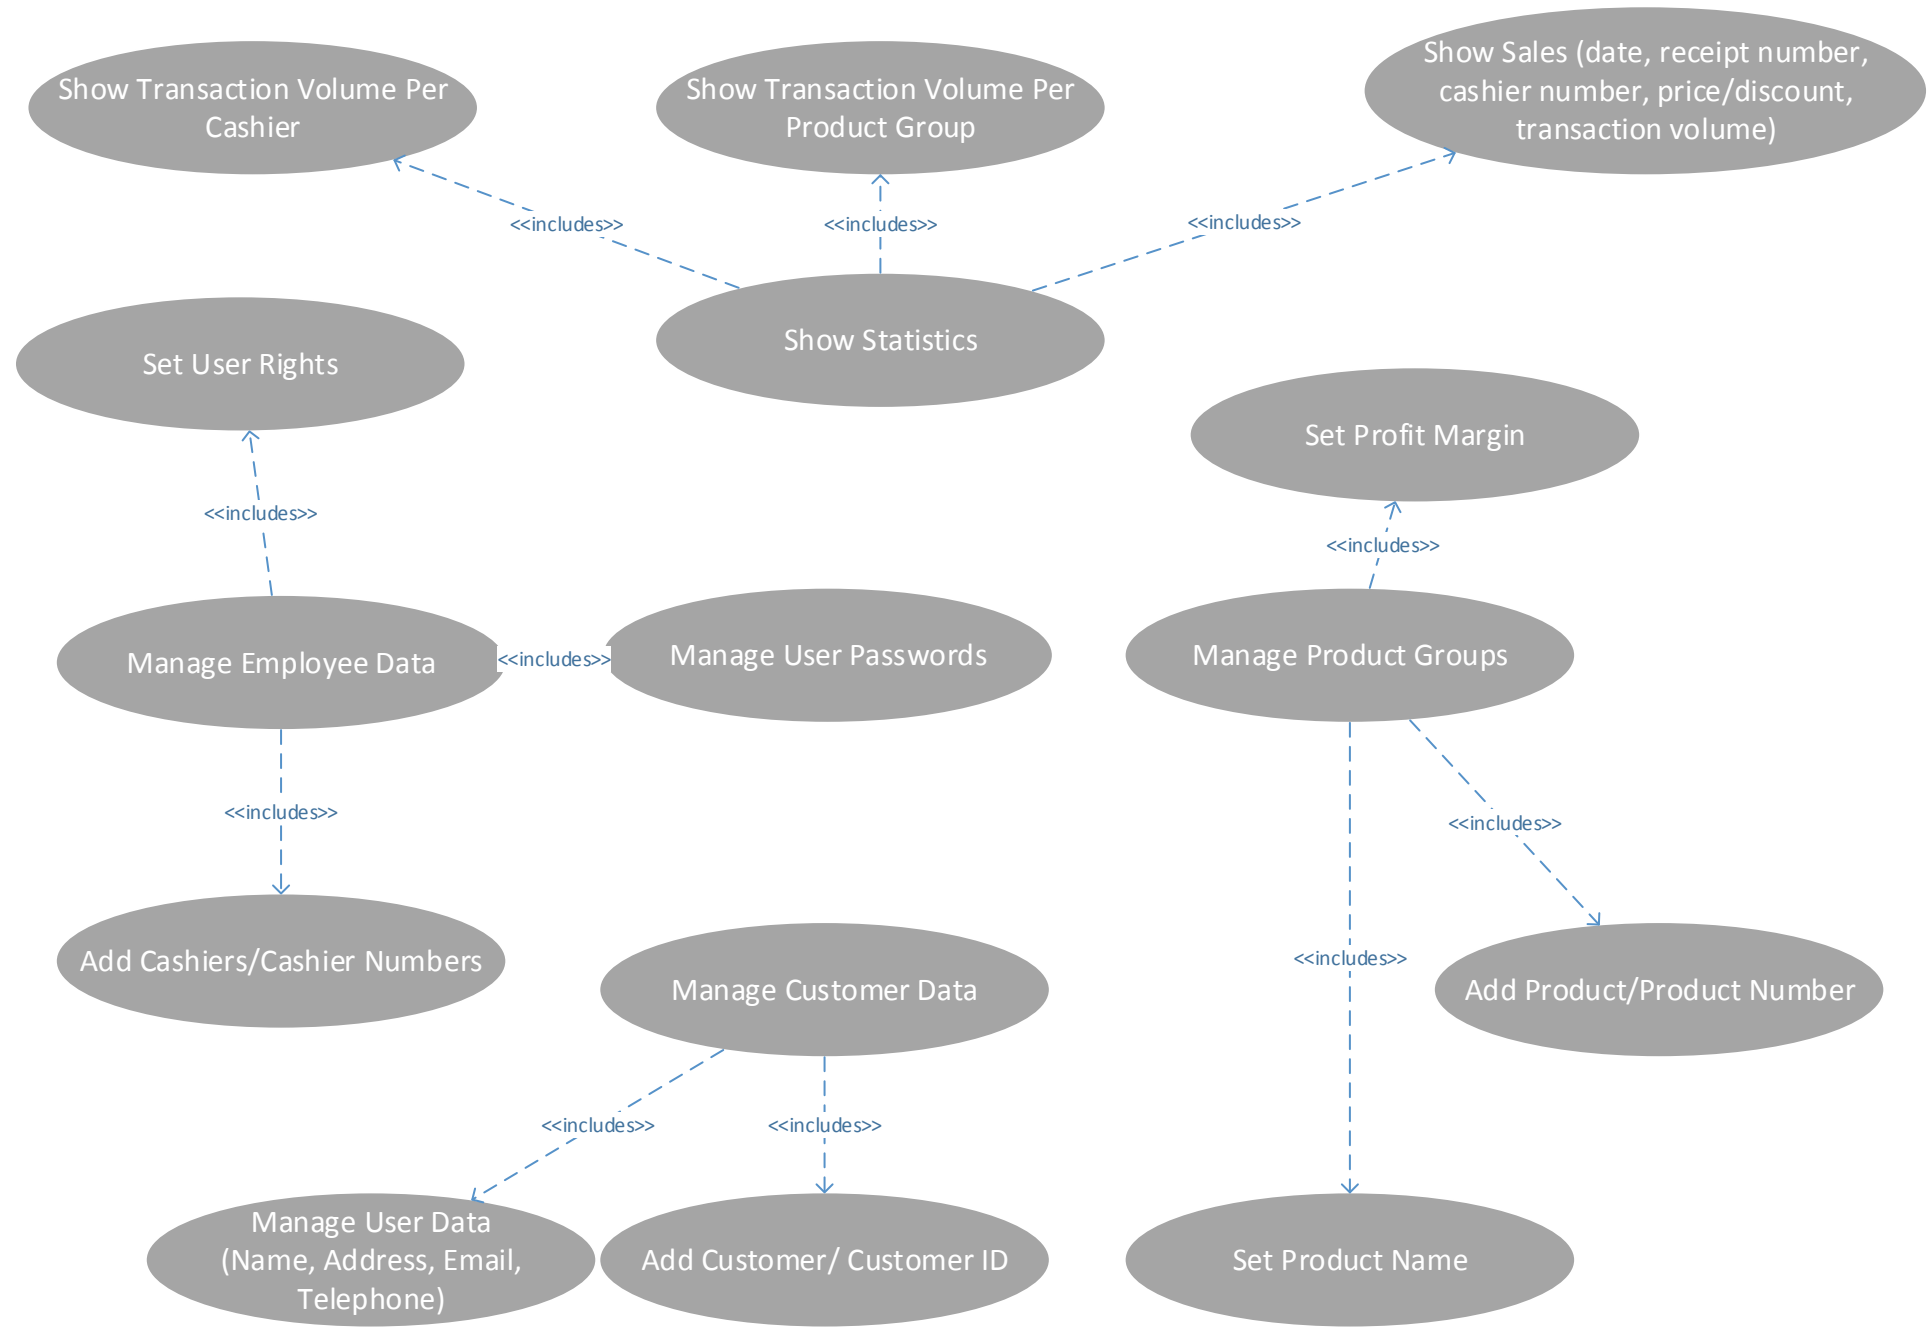 Show Transaction Volume Per
Cashier
Show Transaction Volume Per
Product Group
Show Sales (date, receipt number,
cashier number, price/discount,
transaction volume)
<<includes>>
<<includes>>
<<includes>>
Show Statistics
Set User Rights
Set Profit Margin
<<includes>>
<<includes>>
Manage Employee Data
<<includes>>
Manage User Passwords
Manage Product Groups
<<includes>>
<<includes>>
Add Cashiers/Cashier Numbers
Manage Customer Data
<<includes>>
Add Product/Product Number
<<includes>>
<<includes>>
Manage User Data
(Name, Address, Email,
Telephone)
Add Customer/ Customer ID
Set Product Name